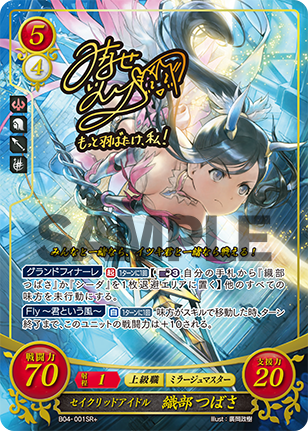 5
4
もっと羽ばたけ、私！
SAMPLE
みんなと一緒なら、イツキ君と一緒なら飛べる！
グランドフィナーレ 起 1ターンに1回 【3、自分の手札から『織部
つばさ』か『シーダ』を1枚退避エリアに置く】他のすべての
味方を未行動にする。
Fly ～君という風～ 自 1ターンに1回 味方がスキルで移動した時、ターン
終了まで、このユニットの戦闘力は＋10される。
戦闘力
70
射程 1 上級職 ミラージュマスター
支援力
20
セイクリッドアイドル 織部 つばさ
B04-001SR+
Illust：廣岡政樹